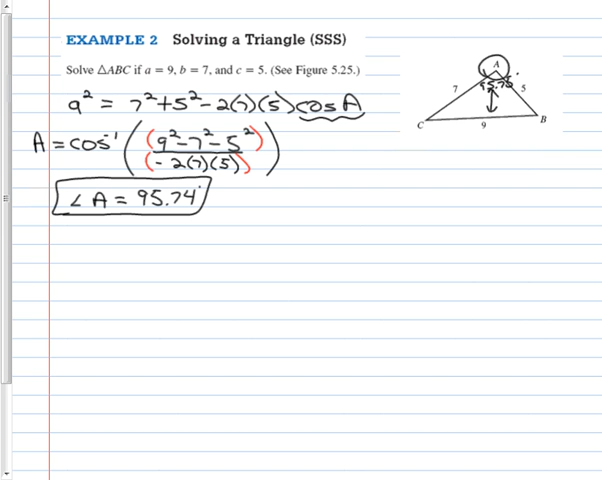 EXAMPLE 2 Solving a Triangle (SSS)
Solve △ABC if a = 9, b = 7, and c = 5. (See Figure 5.25.)
9² = 7² + 5² - 2(7)(5) cos A
A = cos⁻¹ ((9² - 7² - 5²) / (-2(7)(5)))
∠ A = 95.74°
A
7
5
C
9
B